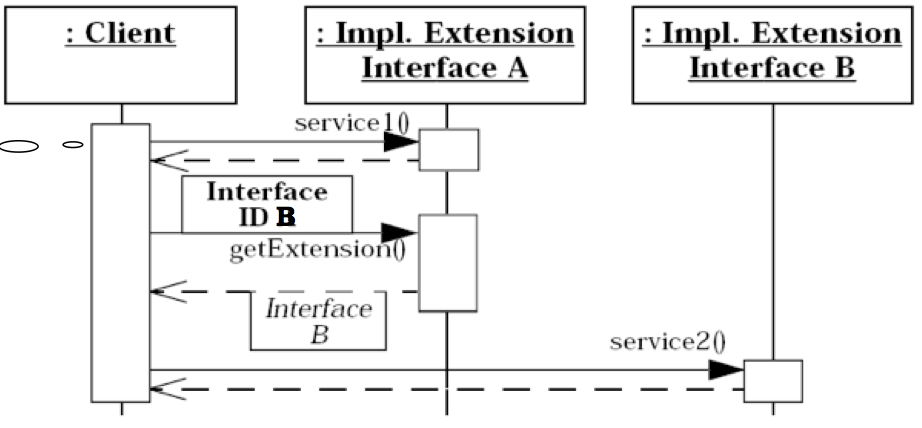 : Client
: Impl. Extension
Interface A
: Impl. Extension
Interface B
service1()
Interface
ID B
getExtension()
Interface
B
service2()